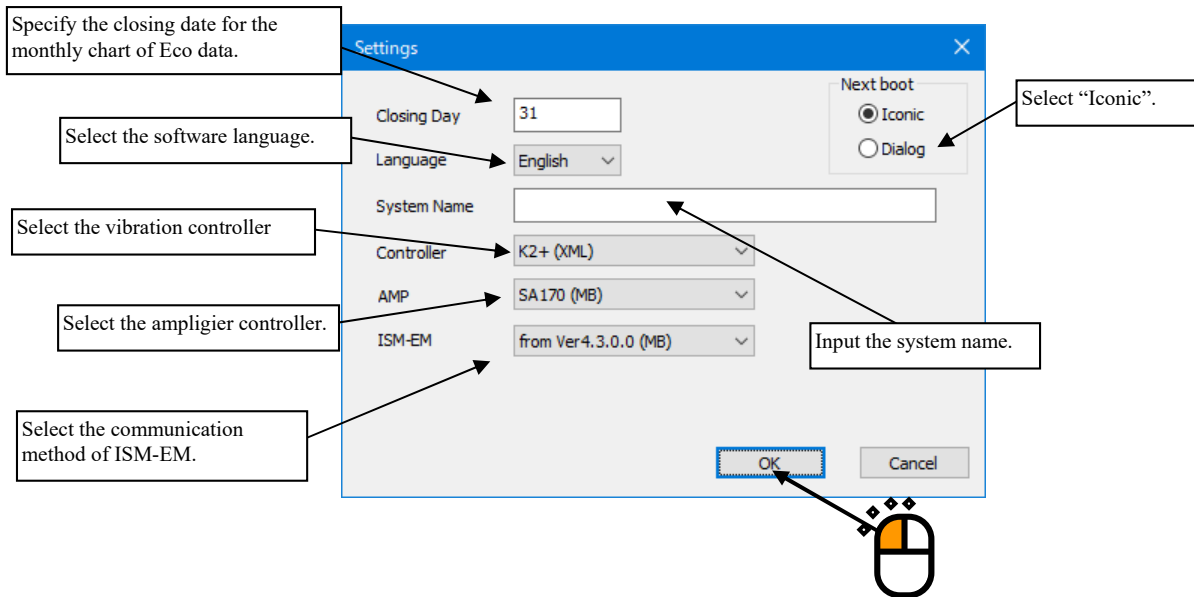 Specify the closing date for the
monthly chart of Eco data.
Settings
Next boot
Closing Day
31
Iconic
Select “Iconic”.
Select the software language.
Language
English
Dialog
System Name
Select the vibration controller
Controller
K2+ (XML)
AMP
SA170 (MB)
Select the ampligier controller.
ISM-EM
from Ver4.3.0.0 (MB)
Input the system name.
Select the communication
method of ISM-EM.
OK
Cancel